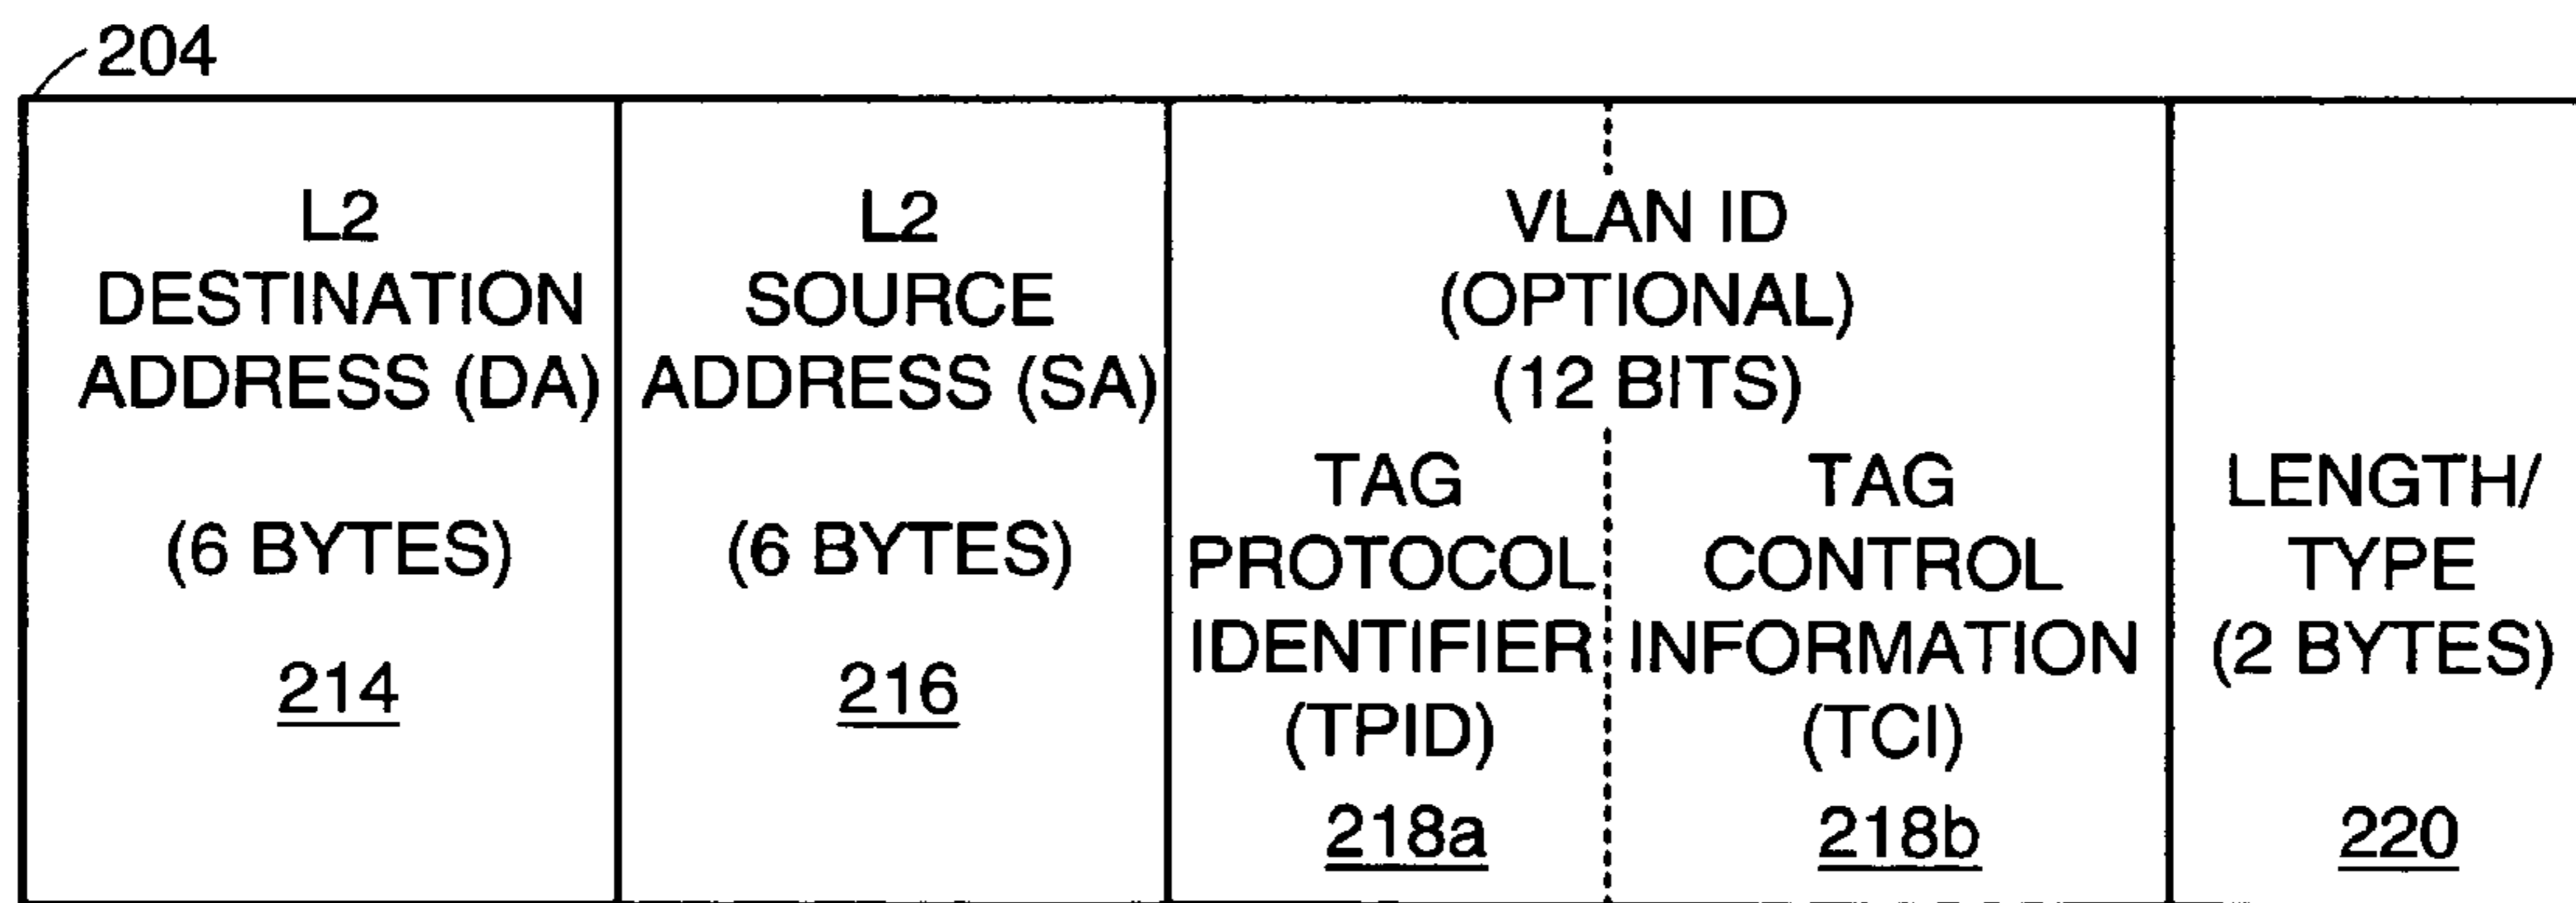 204
L2
DESTINATION
ADDRESS (DA)
(6 BYTES)
214
L2
SOURCE
ADDRESS (SA)
(6 BYTES)
216
VLAN ID
(OPTIONAL)
(12 BITS)
TAG
PROTOCOL
IDENTIFIER
(TPID)
218a
TAG
CONTROL
INFORMATION
(TCI)
218b
LENGTH/
TYPE
(2 BYTES)
220